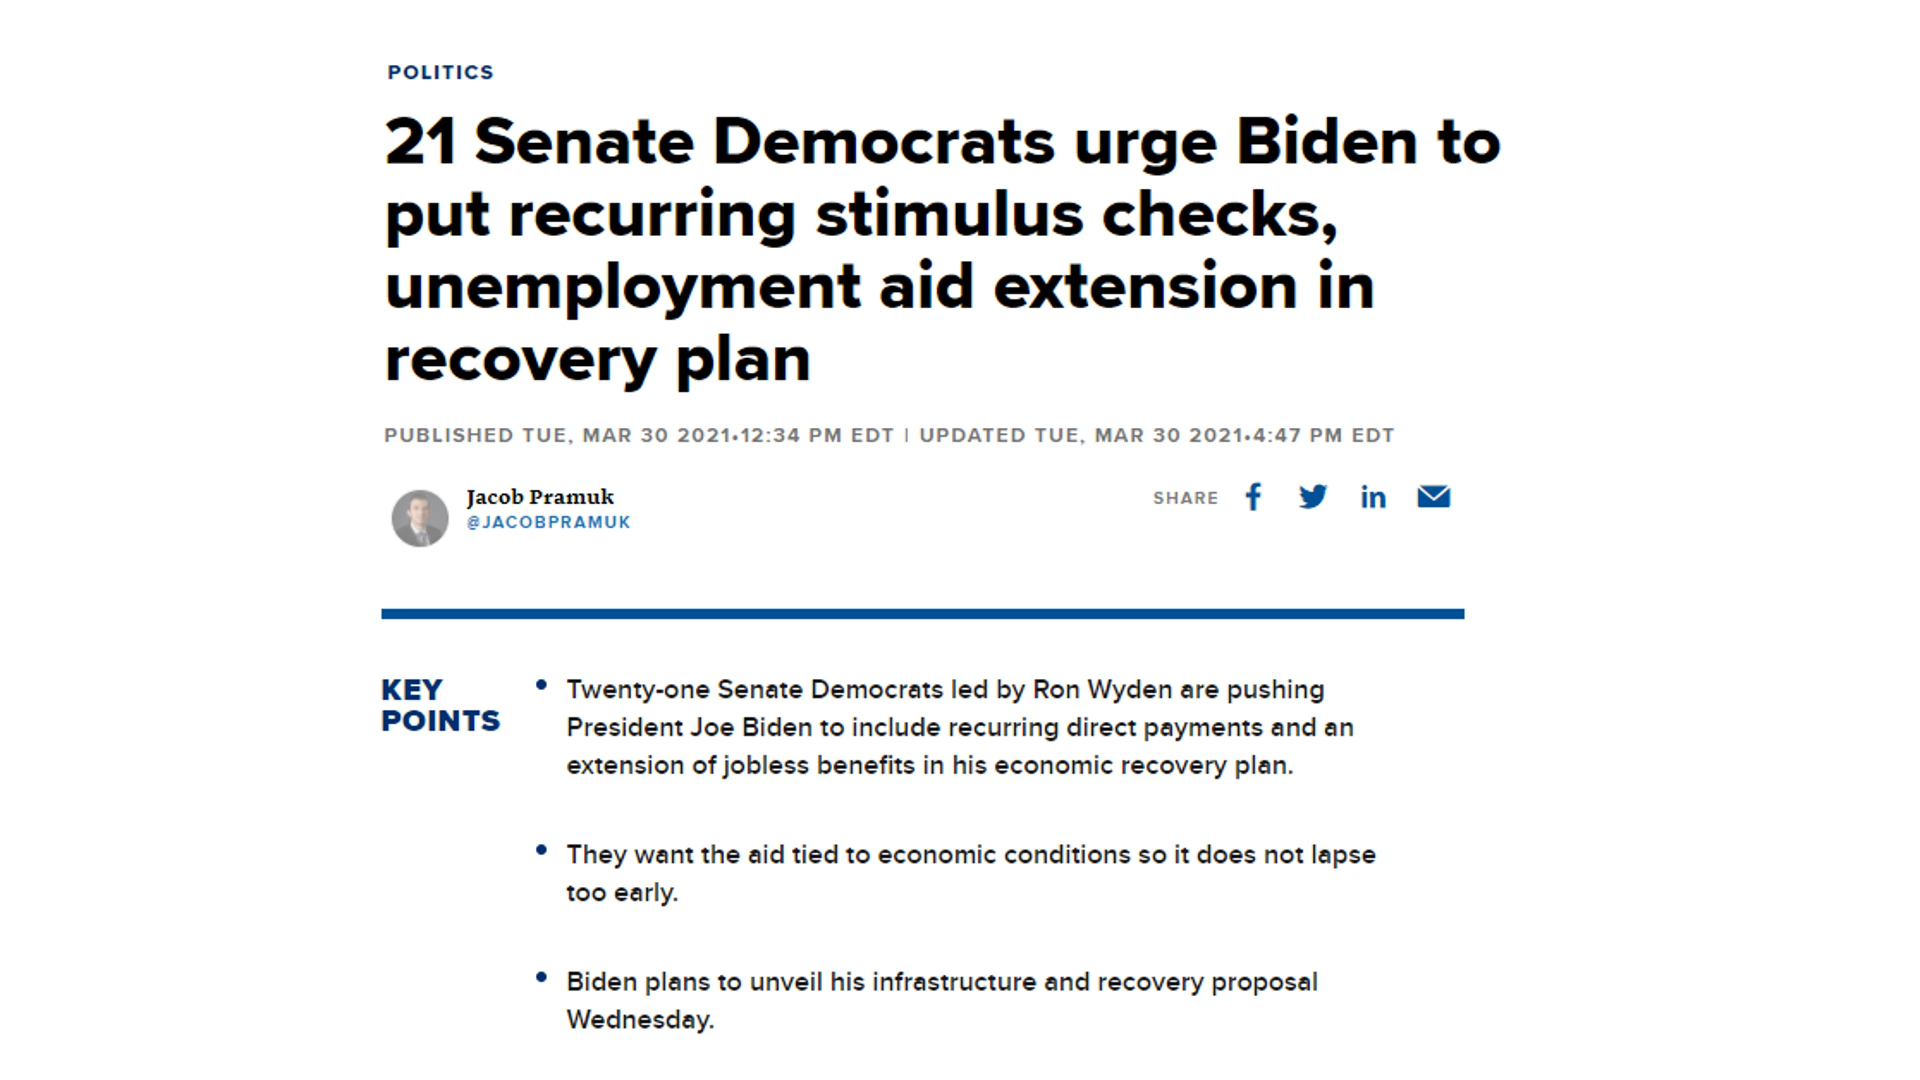 POLITICS
21 Senate Democrats urge Biden to
put recurring stimulus checks,
unemployment aid extension in
recovery plan
PUBLISHED TUE, MAR 30 2021•12:34 PM EDT | UPDATED TUE, MAR 30 2021•4:47 PM EDT
Jacob Pramuk
@JACOBPRAMUK
SHARE
KEY
POINTS
• Twenty-one Senate Democrats led by Ron Wyden are pushing
President Joe Biden to include recurring direct payments and an
extension of jobless benefits in his economic recovery plan.
• They want the aid tied to economic conditions so it does not lapse
too early.
• Biden plans to unveil his infrastructure and recovery proposal
Wednesday.